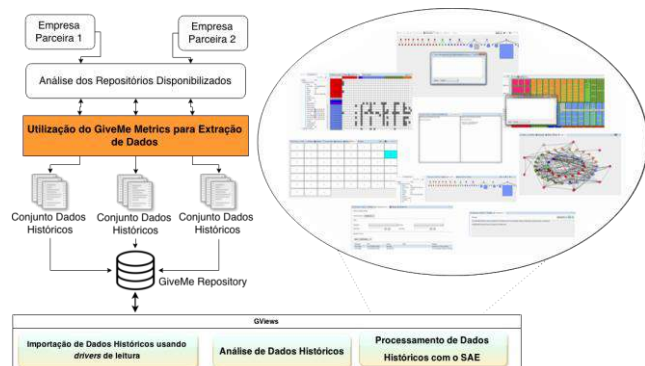 Empresa
Parceira 1
Empresa
Parceira 2
Análise dos Repositórios Disponibilizados
Utilização do GiveMe Metrics para Extração
de Dados
Conjunto Dados
Históricos
Conjunto Dados
Históricos
Conjunto Dados
Históricos
GiveMe Repository
GViews
Importação de Dados Históricos usando
drivers de leitura
Análise de Dados Históricos
Processamento de Dados
Históricos com o SAE